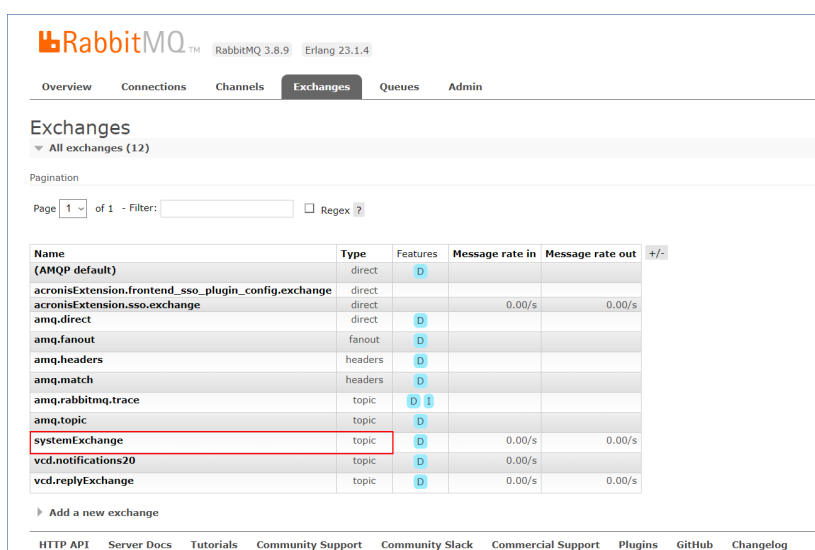 RabbitMQ TM RabbitMQ 3.8.9 Erlang 23.1.4
Overview Connections Channels Exchanges Queues Admin
Exchanges
All exchanges (12)
Pagination
Page 1 of 1 - Filter: Regex ?
Name Type Features Message rate in Message rate out +/-
(AMQP default) direct D
acronisExtension.frontend_sso_plugin_config.exchange direct
acronisExtension.sso.exchange direct 0.00/s 0.00/s
amq.direct direct D
amq.fanout fanout D
amq.headers headers D
amq.match headers D
amq.rabbitmq.trace topic D I
amq.topic topic D
systemExchange topic D 0.00/s 0.00/s
vcd.notifications20 topic D 0.00/s
vcd.replyExchange topic D 0.00/s 0.00/s
Add a new exchange
HTTP API Server Docs Tutorials Community Support Community Slack Commercial Support Plugins GitHub Changelog